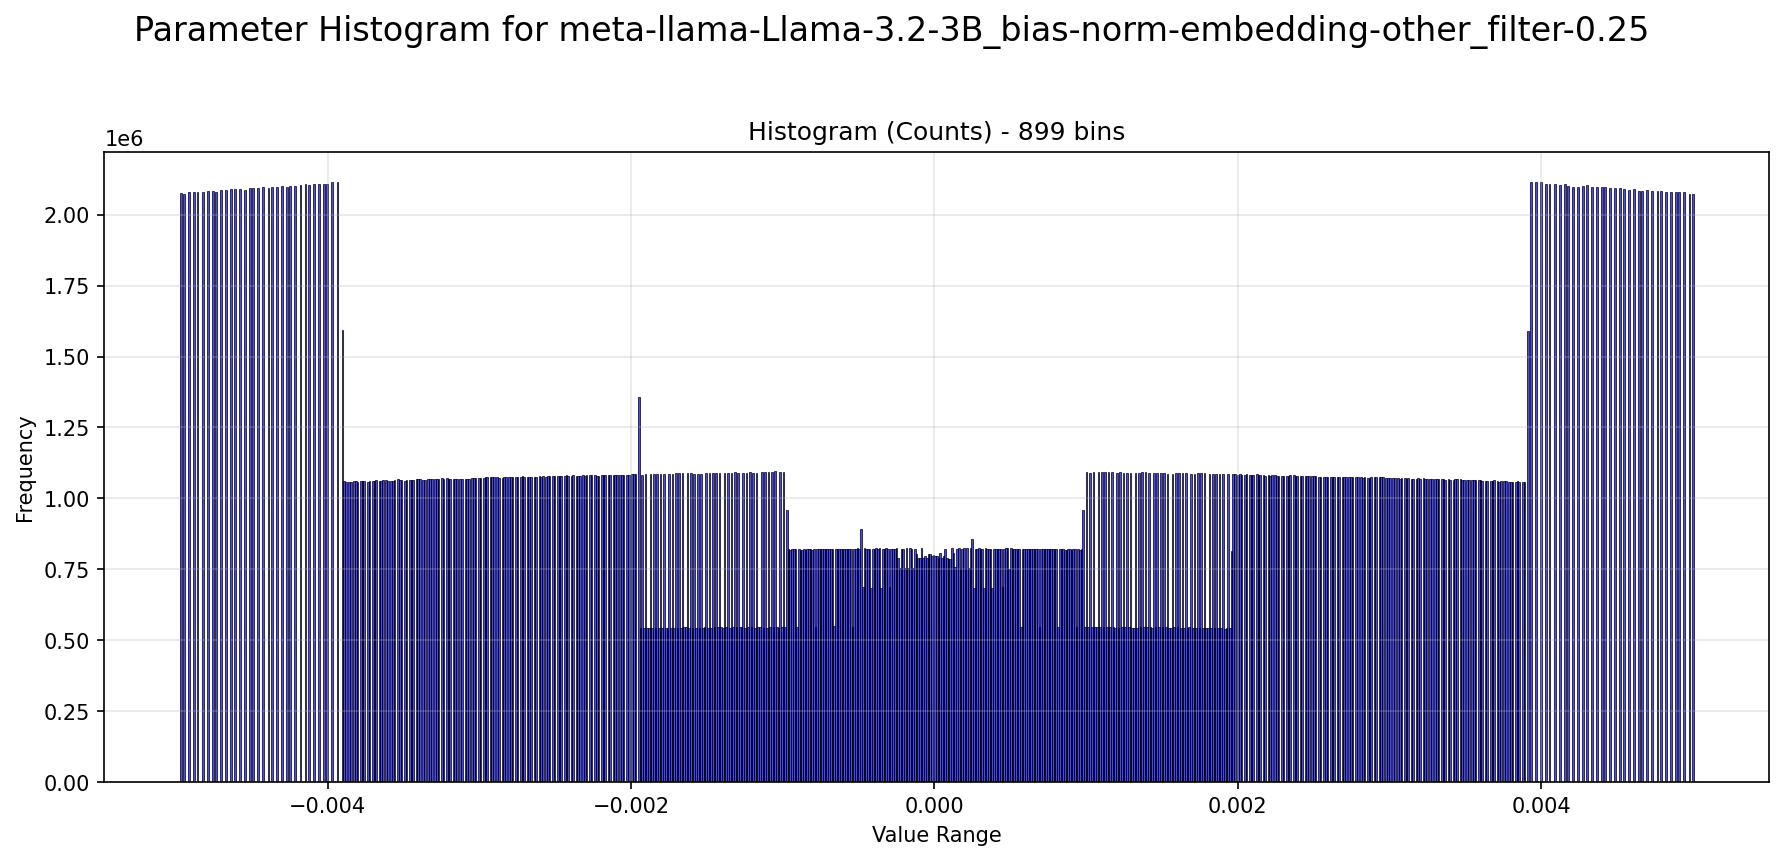 Parameter Histogram for meta-llama-Llama-3.2-3B_bias-norm-embedding-other_filter-0.25
Histogram (Counts) - 899 bins
1e6
2.00
1.75
1.50
1.25
1.00
0.75
0.50
0.25
0.00
Frequency
−0.004
−0.002
0.000
0.002
0.004
Value Range